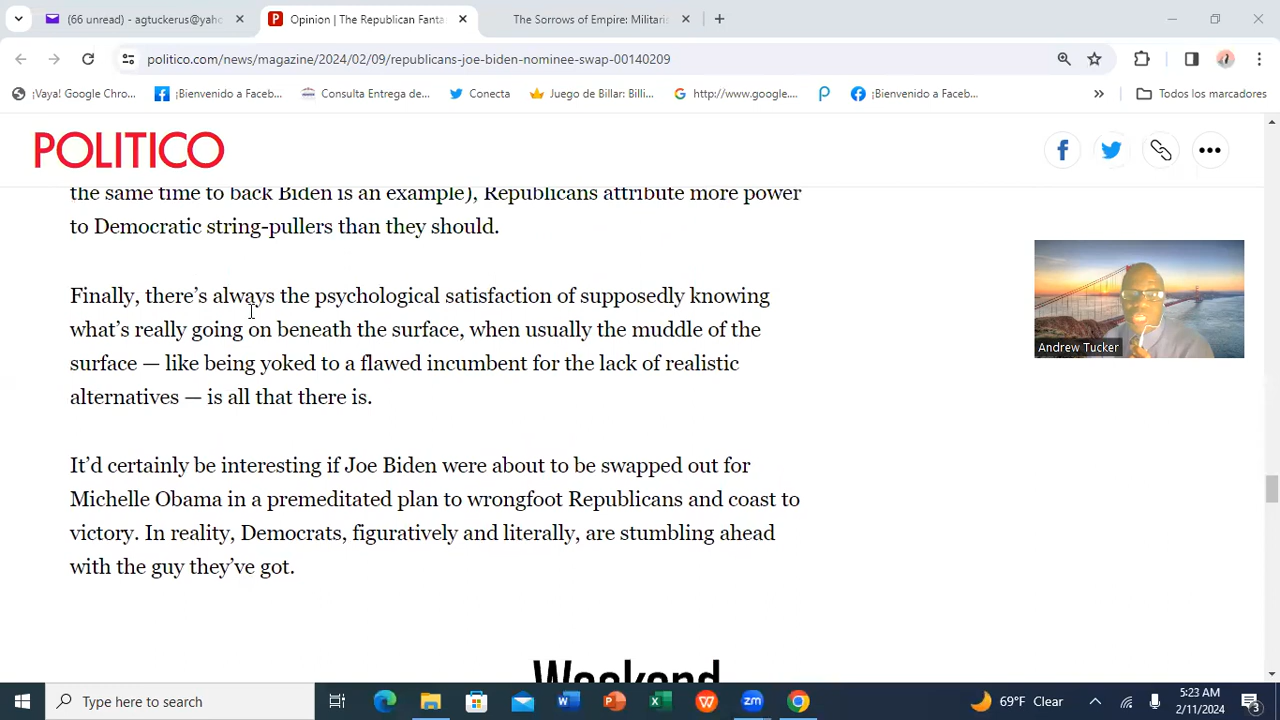 (66 unread) - agtuckerus@yaho
Opinion | The Republican Fanta
The Sorrows of Empire: Militaris
politico.com/news/magazine/2024/02/09/republicans-joe-biden-nominee-swap-00140209
¡Vaya! Google Chro...
¡Bienvenido a Faceb...
Consulta Entrega de...
Conecta
Juego de Billar: Billi...
http://www.google....
¡Bienvenido a Faceb...
»
Todos los marcadores
POLITICO
the same time to back Biden is an example), Republicans attribute more power
to Democratic string-pullers than they should.
Finally, there's always the psychological satisfaction of supposedly knowing
what's really going on beneath the surface, when usually the muddle of the
surface — like being yoked to a flawed incumbent for the lack of realistic
alternatives — is all that there is.
It'd certainly be interesting if Joe Biden were about to be swapped out for
Michelle Obama in a premeditated plan to wrongfoot Republicans and coast to
victory. In reality, Democrats, figuratively and literally, are stumbling ahead
with the guy they've got.
Weekend
Andrew Tucker
Type here to search
69°F Clear
5:23 AM
2/11/2024
3